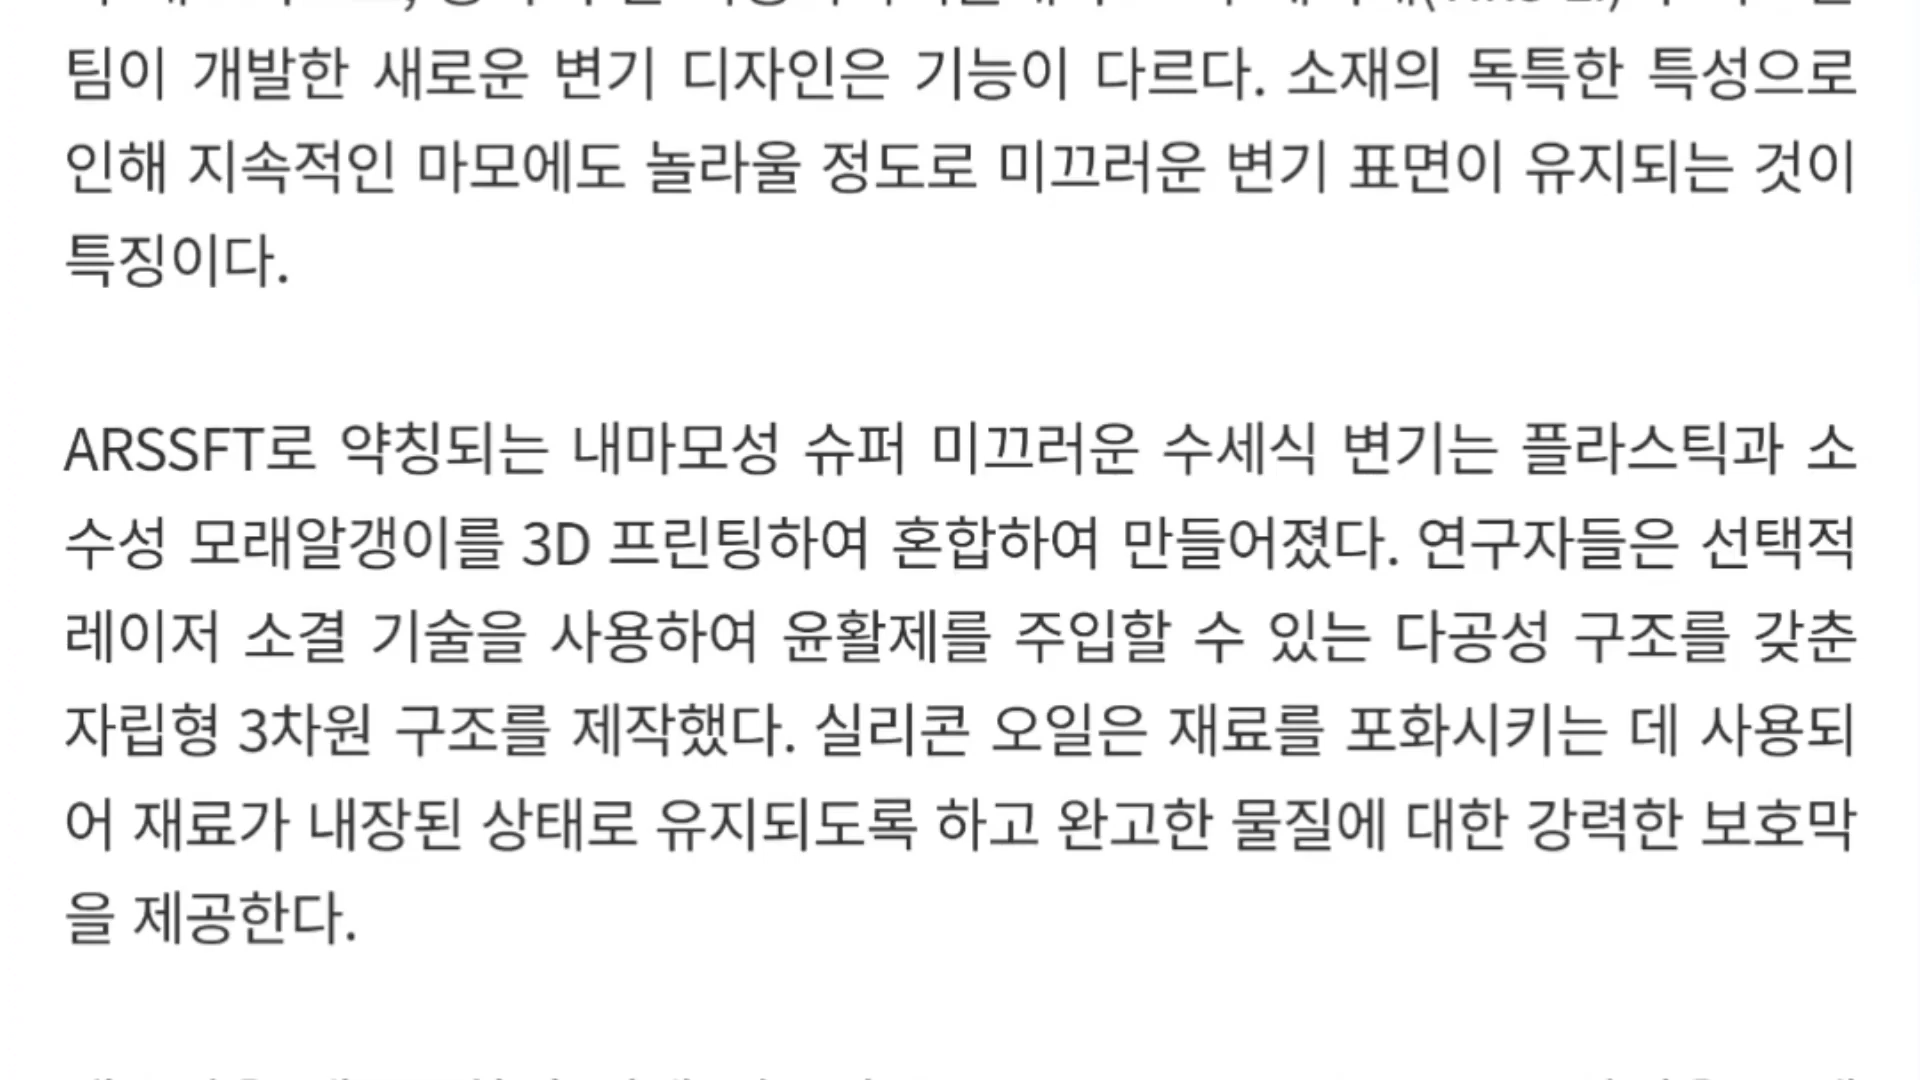 팀이 개발한 새로운 변기 디자인은 기능이 다르다. 소재의 독특한 특성으로
인해 지속적인 마모에도 놀라울 정도로 미끄러운 변기 표면이 유지되는 것이
특징이다.
ARSSFT로 약칭되는 내마모성 슈퍼 미끄러운 수세식 변기는 플라스틱과 소
수성 모래알갱이를 3D 프린팅하여 혼합하여 만들어졌다. 연구자들은 선택적
레이저 소결 기술을 사용하여 윤활제를 주입할 수 있는 다공성 구조를 갖춘
자립형 3차원 구조를 제작했다. 실리콘 오일은 재료를 포화시키는 데 사용되
어 재료가 내장된 상태로 유지되도록 하고 완고한 물질에 대한 강력한 보호막
을 제공한다.